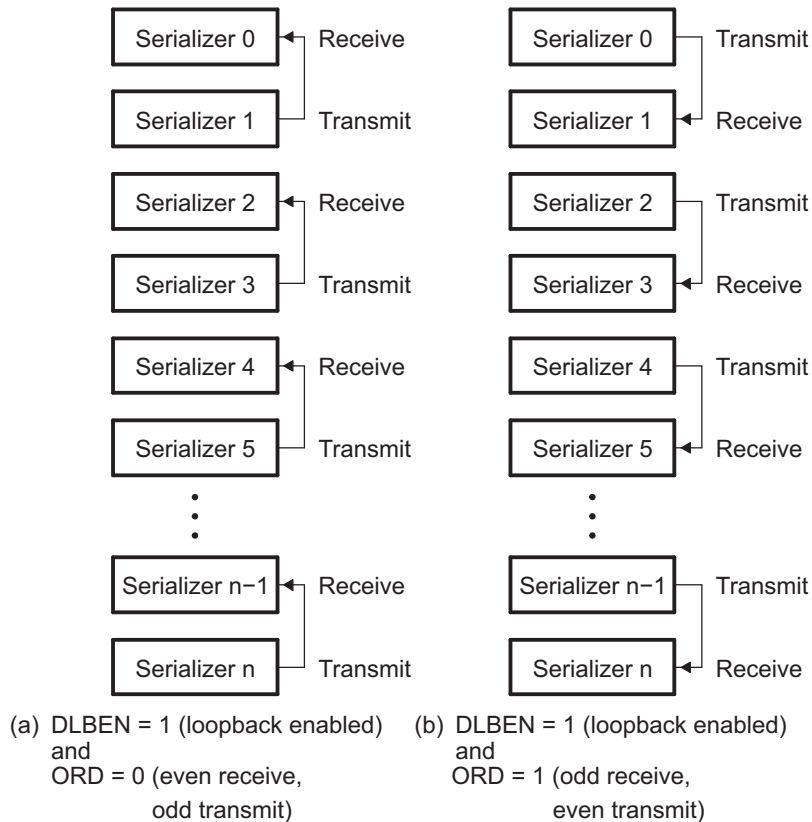 Serializer 0 Receive
Serializer 1 Transmit
Serializer 2 Receive
Serializer 3 Transmit
Serializer 4 Receive
Serializer 5 Transmit
Serializer n−1 Receive
Serializer n Transmit
(a) DLBEN = 1 (loopback enabled)
and
ORD = 0 (even receive,
odd transmit)
Serializer 0 Transmit
Serializer 1 Receive
Serializer 2 Transmit
Serializer 3 Receive
Serializer 4 Transmit
Serializer 5 Receive
Serializer n−1 Transmit
Serializer n Receive
(b) DLBEN = 1 (loopback enabled)
and
ORD = 1 (odd receive,
even transmit)